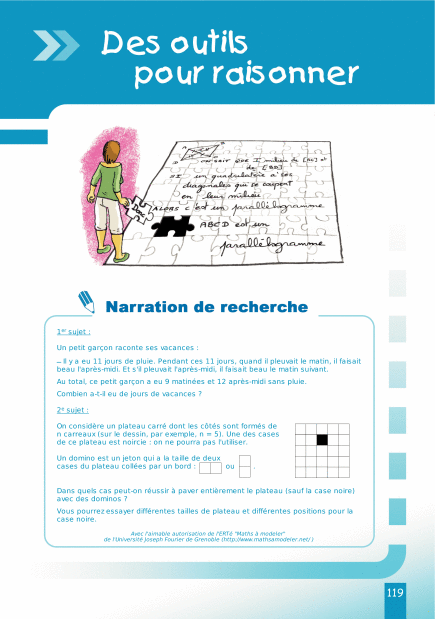 Des outils
pour raisonner
A B
D C
ON SAIT QUE I milieu de [AC] et
de [BD]
SI un quadrilatère a ses
diagonales qui se coupent
en leur milieu
ALORS c'est un parallélogramme
Donc
ABCD est un
parallélogramme
Narration de recherche
1er sujet :
Un petit garçon raconte ses vacances :
– Il y a eu 11 jours de pluie. Pendant ces 11 jours, quand il pleuvait le matin, il faisait
beau l'après-midi. Et s'il pleuvait l'après-midi, il faisait beau le matin suivant.
Au total, ce petit garçon a eu 9 matinées et 12 après-midi sans pluie.
Combien a-t-il eu de jours de vacances ?
2e sujet :
On considère un plateau carré dont les côtés sont formés de
n carreaux (sur le dessin, par exemple, n = 5). Une des cases
de ce plateau est noircie : on ne pourra pas l'utiliser.
Un domino est un jeton qui a la taille de deux
cases du plateau collées par un bord : ou .
Dans quels cas peut-on réussir à paver entièrement le plateau (sauf la case noire)
avec des dominos ?
Vous pourrez essayer différentes tailles de plateau et différentes positions pour la
case noire.
Avec l'aimable autorisation de l'ERTé "Maths à modeler"
de l'Université Joseph Fourier de Grenoble (http://www.mathsamodeler.net/)
119